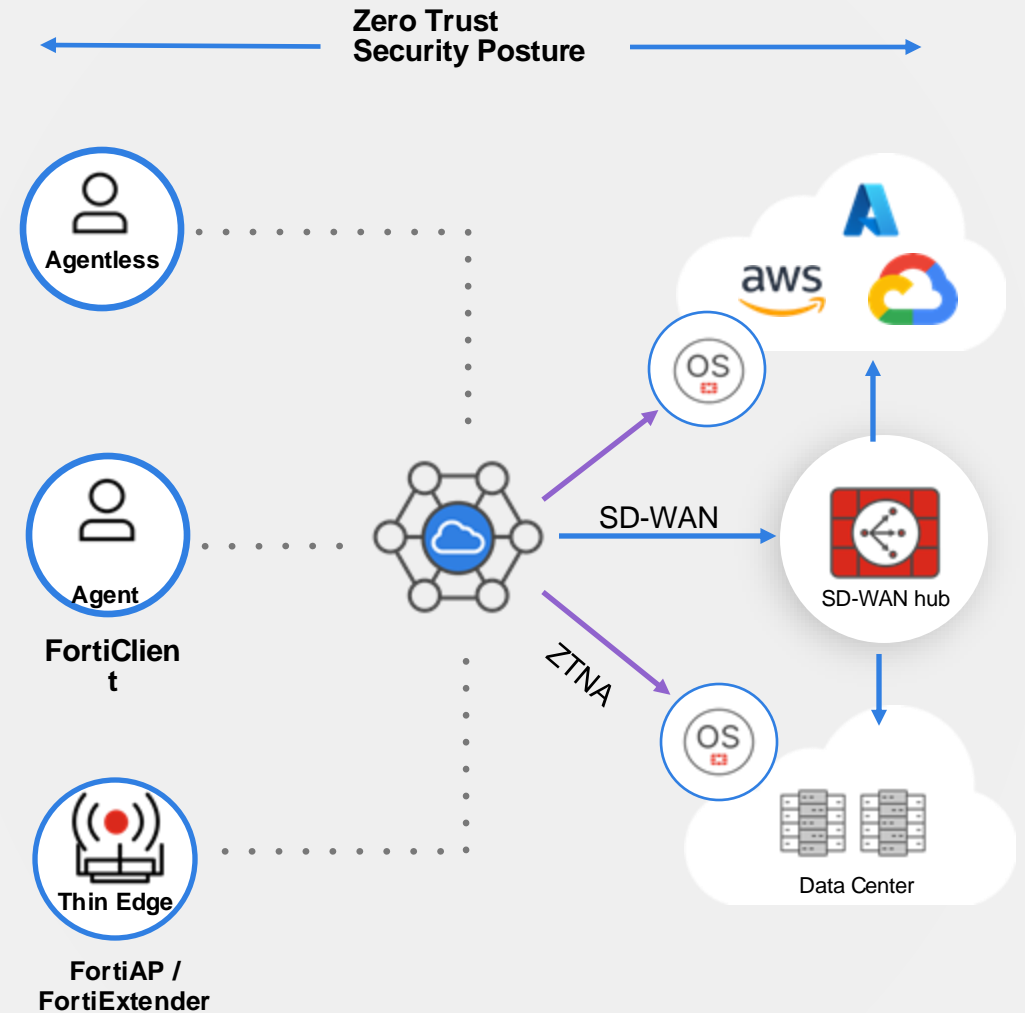 Zero Trust
Security Posture
Agentless
aws
OS
SD-WAN
Agent
SD-WAN hub
FortiClien
t
ZTNA
OS
Thin Edge
Data Center
FortiAP /
FortiExtender